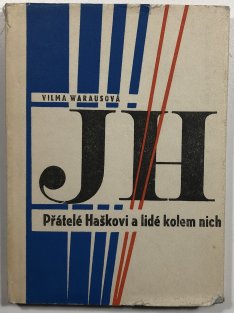 VILMA WARAUSOVÁ
JH
Přátelé Haškovi a lidé kolem nich